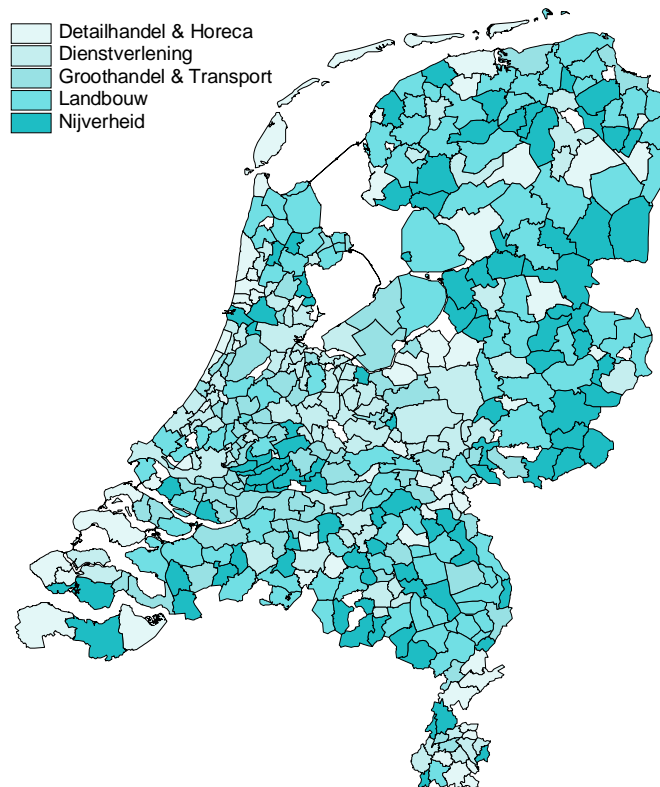 Detailhandel & Horeca
Dienstverlening
Groothandel & Transport
Landbouw
Nijverheid